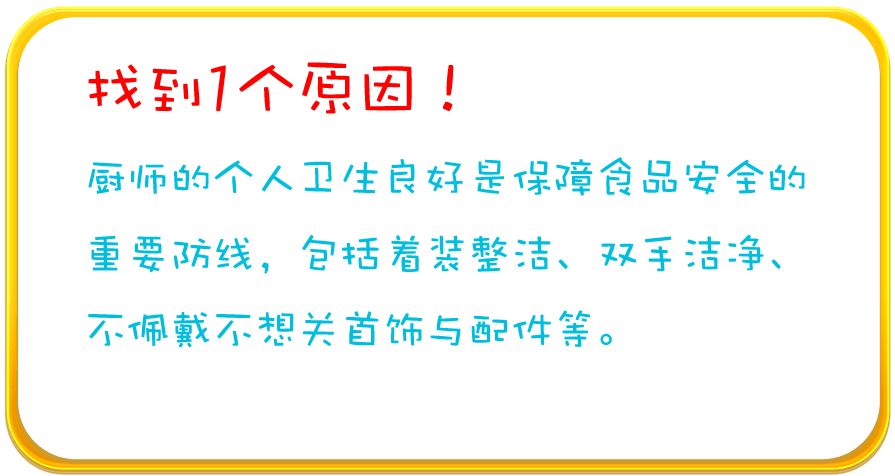 找到1个原因！
厨师的个人卫生良好是保障食品安全的
重要防线，包括着装整洁、双手洁净、
不佩戴不想关首饰与配件等。